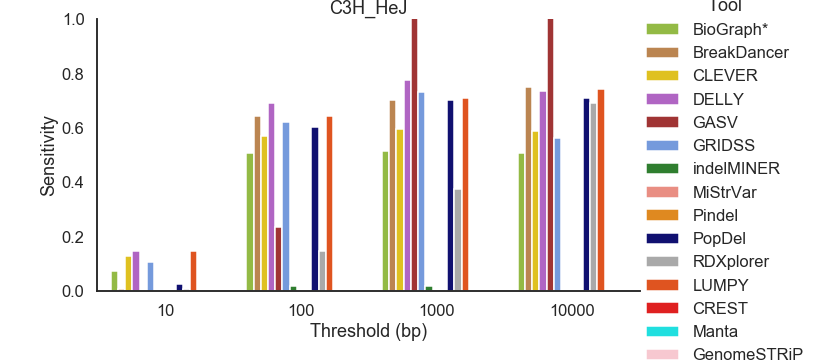 C3H_HeJ
Tool
1.0
0.8
0.6
0.4
0.2
0.0
Sensitivity
10
100
1000
10000
Threshold (bp)
BioGraph*
BreakDancer
CLEVER
DELLY
GASV
GRIDSS
indelMINER
MiStrVar
Pindel
PopDel
RDXplorer
LUMPY
CREST
Manta
GenomeSTRiP